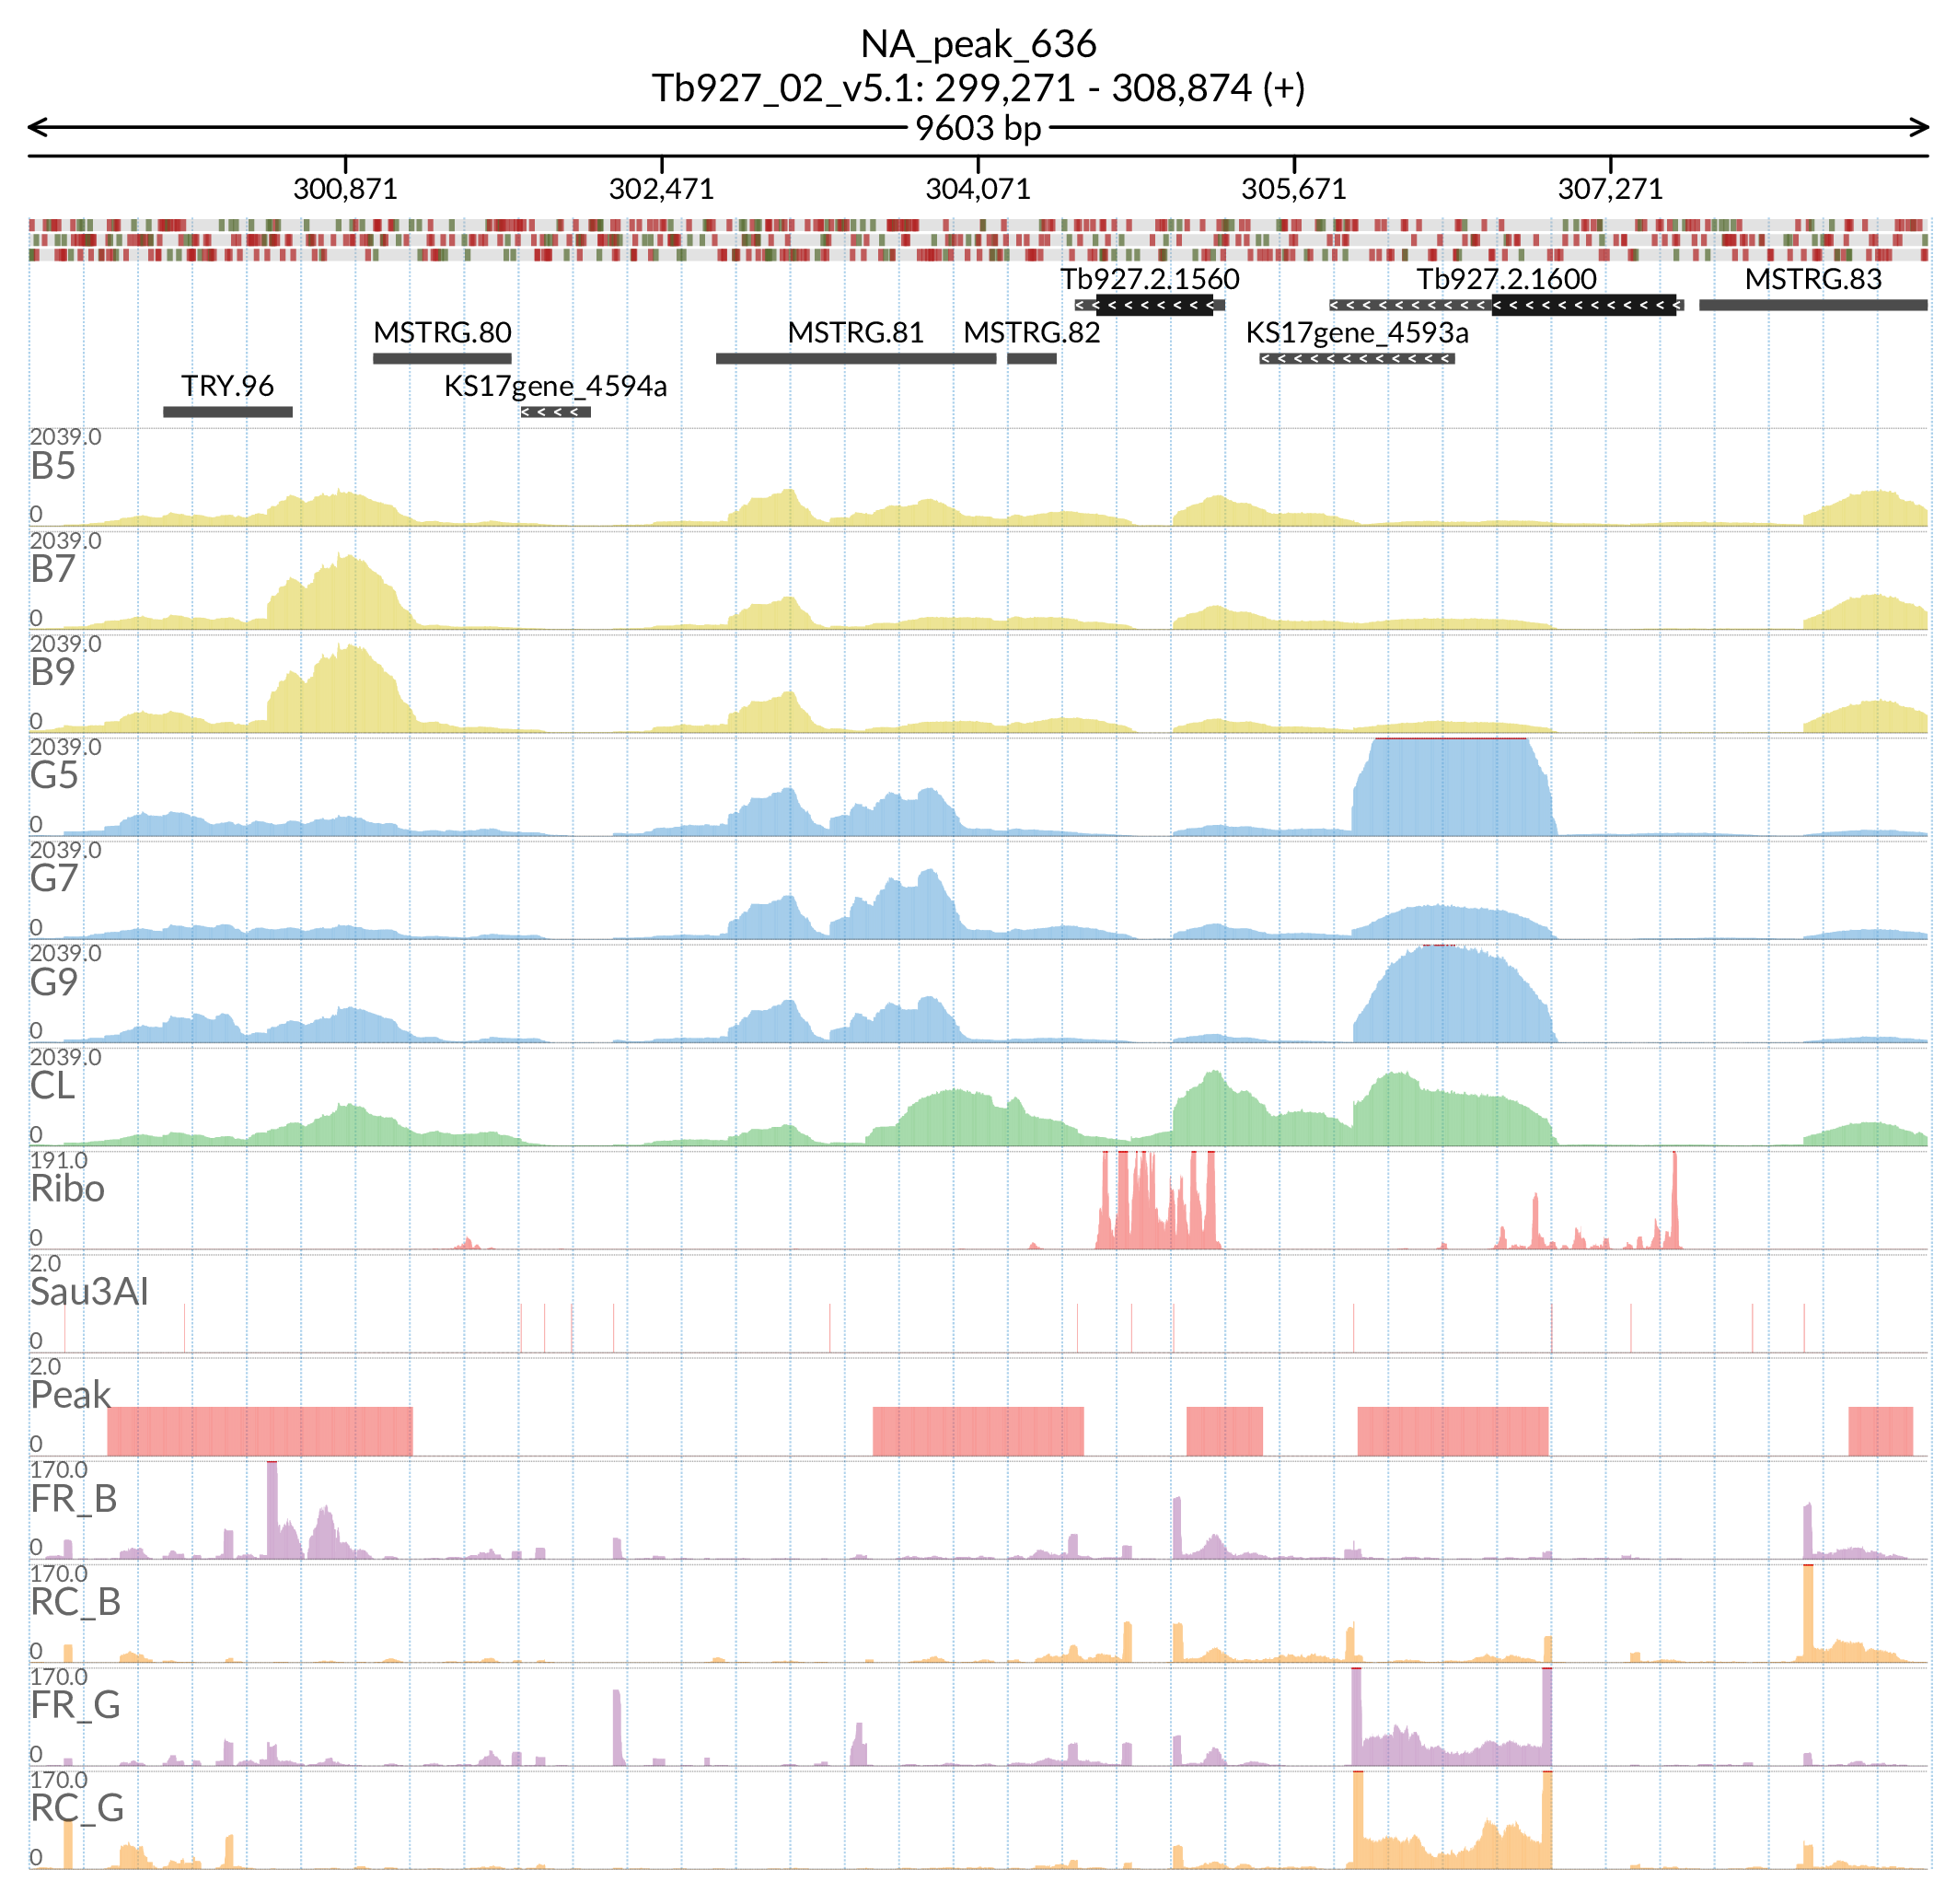 NA_peak_636
Tb927_02_v5.1: 299,271 - 308,874 (+)
9603 bp
300,871 302,471 304,071 305,671 307,271
Tb927.2.1560 Tb927.2.1600 MSTRG.83
MSTRG.80 MSTRG.81 MSTRG.82 KS17gene_4593a
TRY.96 KS17gene_4594a
2039.0
B5
0
2039.0
B7
0
2039.0
B9
0
2039.0
G5
0
2039.0
G7
0
2039.0
G9
0
2039.0
CL
0
191.0
Ribo
0
2.0
Sau3AI
0
2.0
Peak
0
170.0
FR_B
0
170.0
RC_B
0
170.0
FR_G
0
170.0
RC_G
0